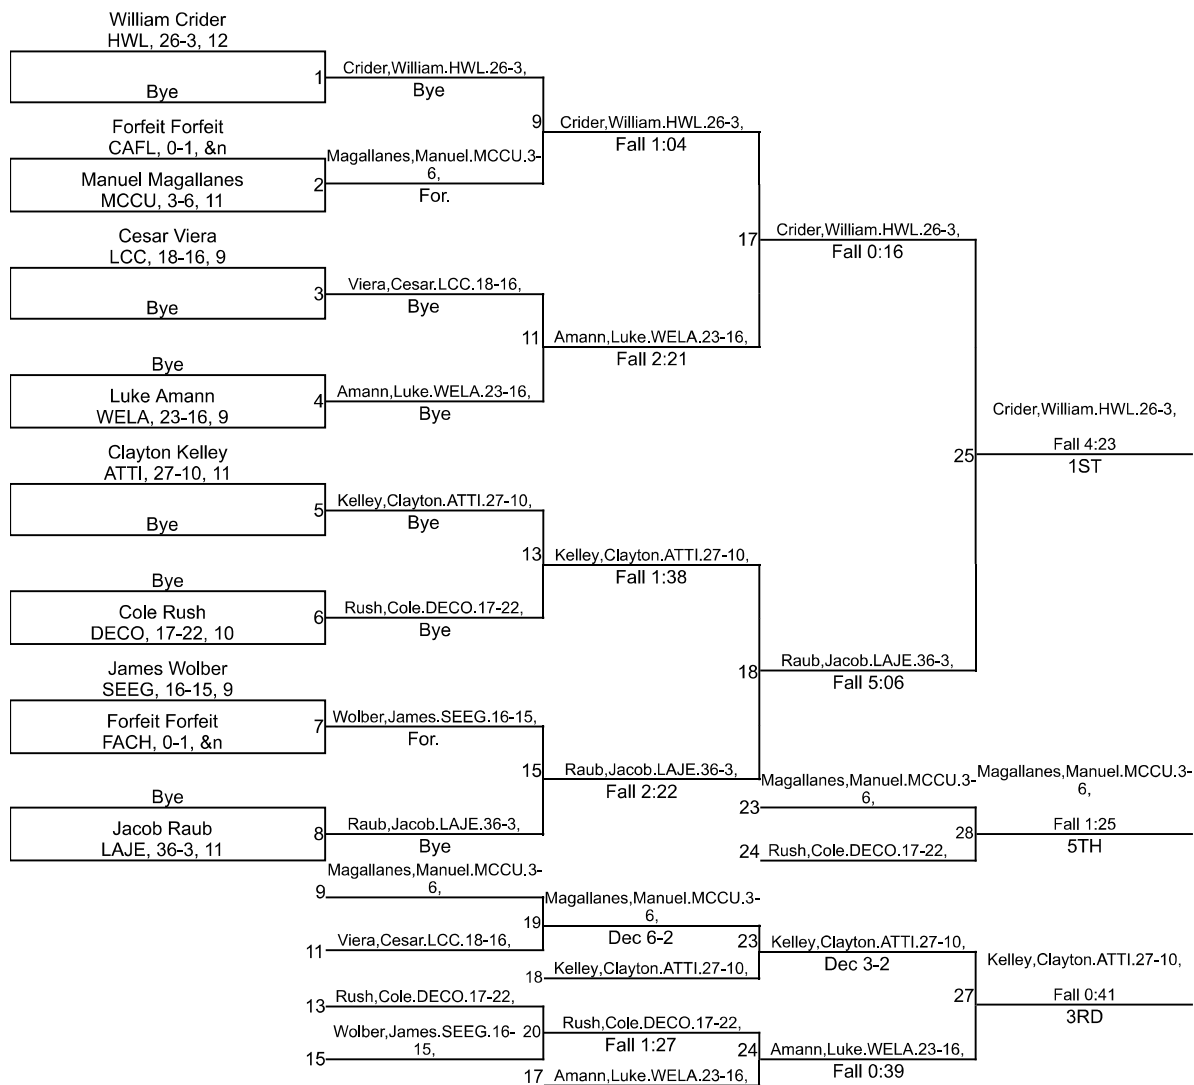 William Crider
HWL, 26-3, 12
Bye
1
Crider,William.HWL.26-3,
Bye
Forfeit Forfeit
CAFL, 0-1, &n
Manuel Magallanes
MCCU, 3-6, 11
2
Magallanes,Manuel.MCCU.3-
6,
For.
9
Crider,William.HWL.26-3,
Fall 1:04
Cesar Viera
LCC, 18-16, 9
Bye
3
Viera,Cesar.LCC.18-16,
Bye
Bye
Luke Amann
WELA, 23-16, 9
4
Amann,Luke.WELA.23-16,
Bye
11
Amann,Luke.WELA.23-16,
Fall 2:21
17
Crider,William.HWL.26-3,
Fall 0:16
Clayton Kelley
ATTI, 27-10, 11
Bye
5
Kelley,Clayton.ATTI.27-10,
Bye
Bye
Cole Rush
DECO, 17-22, 10
6
Rush,Cole.DECO.17-22,
Bye
13
Kelley,Clayton.ATTI.27-10,
Fall 1:38
James Wolber
SEEG, 16-15, 9
Forfeit Forfeit
FACH, 0-1, &n
7
Wolber,James.SEEG.16-15,
For.
Bye
Jacob Raub
LAJE, 36-3, 11
8
Raub,Jacob.LAJE.36-3,
Bye
15
Raub,Jacob.LAJE.36-3,
Fall 2:22
18
Raub,Jacob.LAJE.36-3,
Fall 5:06
25
Crider,William.HWL.26-3,
Fall 4:23
1ST
23
Magallanes,Manuel.MCCU.3-
6,
24
Rush,Cole.DECO.17-22,
28
Magallanes,Manuel.MCCU.3-
6,
Fall 1:25
5TH
9
Magallanes,Manuel.MCCU.3-
6,
11
Viera,Cesar.LCC.18-16,
19
Magallanes,Manuel.MCCU.3-
6,
Dec 6-2
18
Kelley,Clayton.ATTI.27-10,
23
Kelley,Clayton.ATTI.27-10,
Dec 3-2
13
Rush,Cole.DECO.17-22,
15
Wolber,James.SEEG.16-
15,
20
Rush,Cole.DECO.17-22,
Fall 1:27
17
Amann,Luke.WELA.23-16,
24
Amann,Luke.WELA.23-16,
Fall 0:39
27
Kelley,Clayton.ATTI.27-10,
Fall 0:41
3RD